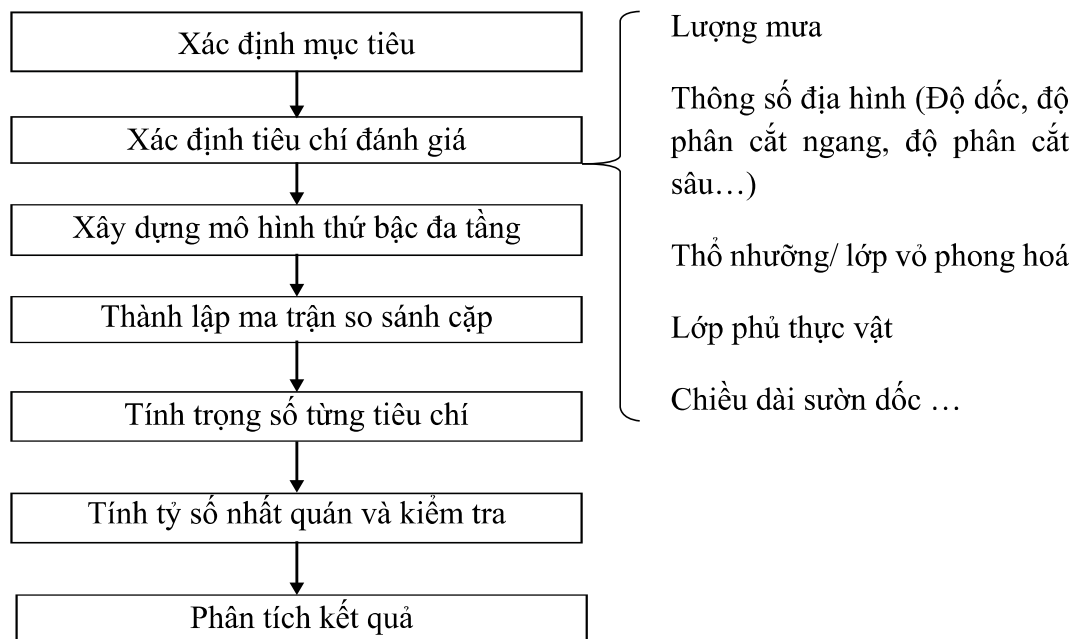 Xác định mục tiêu
Xác định tiêu chí đánh giá
Xây dựng mô hình thứ bậc đa tầng
Thành lập ma trận so sánh cặp
Tính trọng số từng tiêu chí
Tính tỷ số nhất quán và kiểm tra
Phân tích kết quả
Lượng mưa
Thông số địa hình (Độ dốc, độ
phân cắt ngang, độ phân cắt
sâu…)
Thổ nhưỡng/ lớp vỏ phong hoá
Lớp phủ thực vật
Chiều dài sườn dốc …